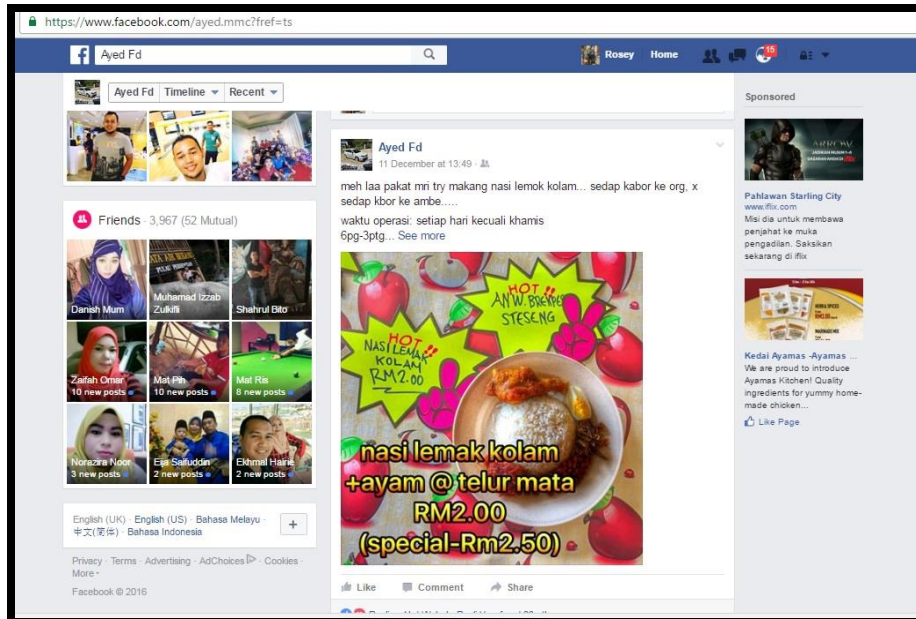 https://www.facebook.com/ayed.mmc?fref=ts
Ayed Fd
Rosey Home
15
Ayed Fd Timeline Recent
Friends · 3,967 (52 Mutual)
Danish Mum
Muhamad Izzab
Zulkifli
Shahrul Bito
Zaifah Omar
10 new posts
Mat Pih
10 new posts
Mat Ris
8 new posts
Norazira Noor
3 new posts
Eija Saifuddin
2 new posts
Ekhmal Hairie
2 new posts
English (UK) · English (US) · Bahasa Melayu ·
中文(简体) · Bahasa Indonesia
+
Privacy · Terms · Advertising · AdChoices · Cookies ·
More
Facebook © 2016
Ayed Fd
11 December at 13:49 ·
meh laa pakat mri try makang nasi lemok kolam... sedap kabor ke org, x
sedap kbor ke ambe.....
waktu operasi: setiap hari kecuali khamis
6pg-3ptg... See more
HOT !!
AN'W. BREKPES
STESENG
HOT !!
NASI LEMAK
KOLAM
RM2.00
nasi lemak kolam
+ayam @ telur mata
RM2.00
(special-Rm2.50)
Like Comment Share
Sponsored
ARROW
Pahlawan Starling City
www.iflix.com
Misi dia untuk membawa
penjahat ke muka
pengadilan. Saksikan
sekarang di iflix
Kedai Ayamas -Ayamas ...
We are proud to introduce
Ayamas Kitchen! Quality
ingredients for yummy home-
made chicken...
Like Page